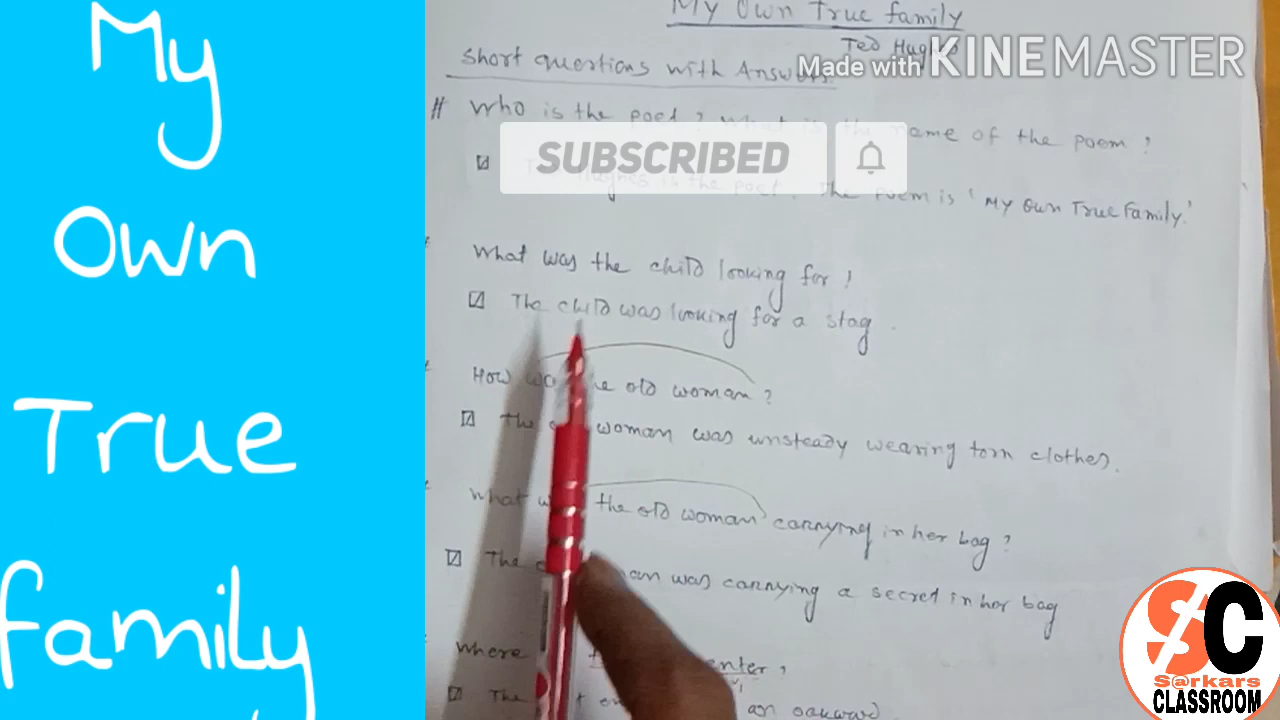 My
Own
True
family
My Own True family
Ted Hughes
Made with KINEMASTER
Short questions with Answers.
# Who is the poet? What is the name of the poem?
SUBSCRIBED
Hughes is the poet. The poem is 'My Own True Family.'
What was the child looking for?
The child was looking for a stag.
How was the old woman?
The woman was unsteady wearing torn clothes.
What was the old woman carrying in her bag?
The was carrying a secret in her bag
Where enter?
The an oakwood
S@rkars
CLASSROOM